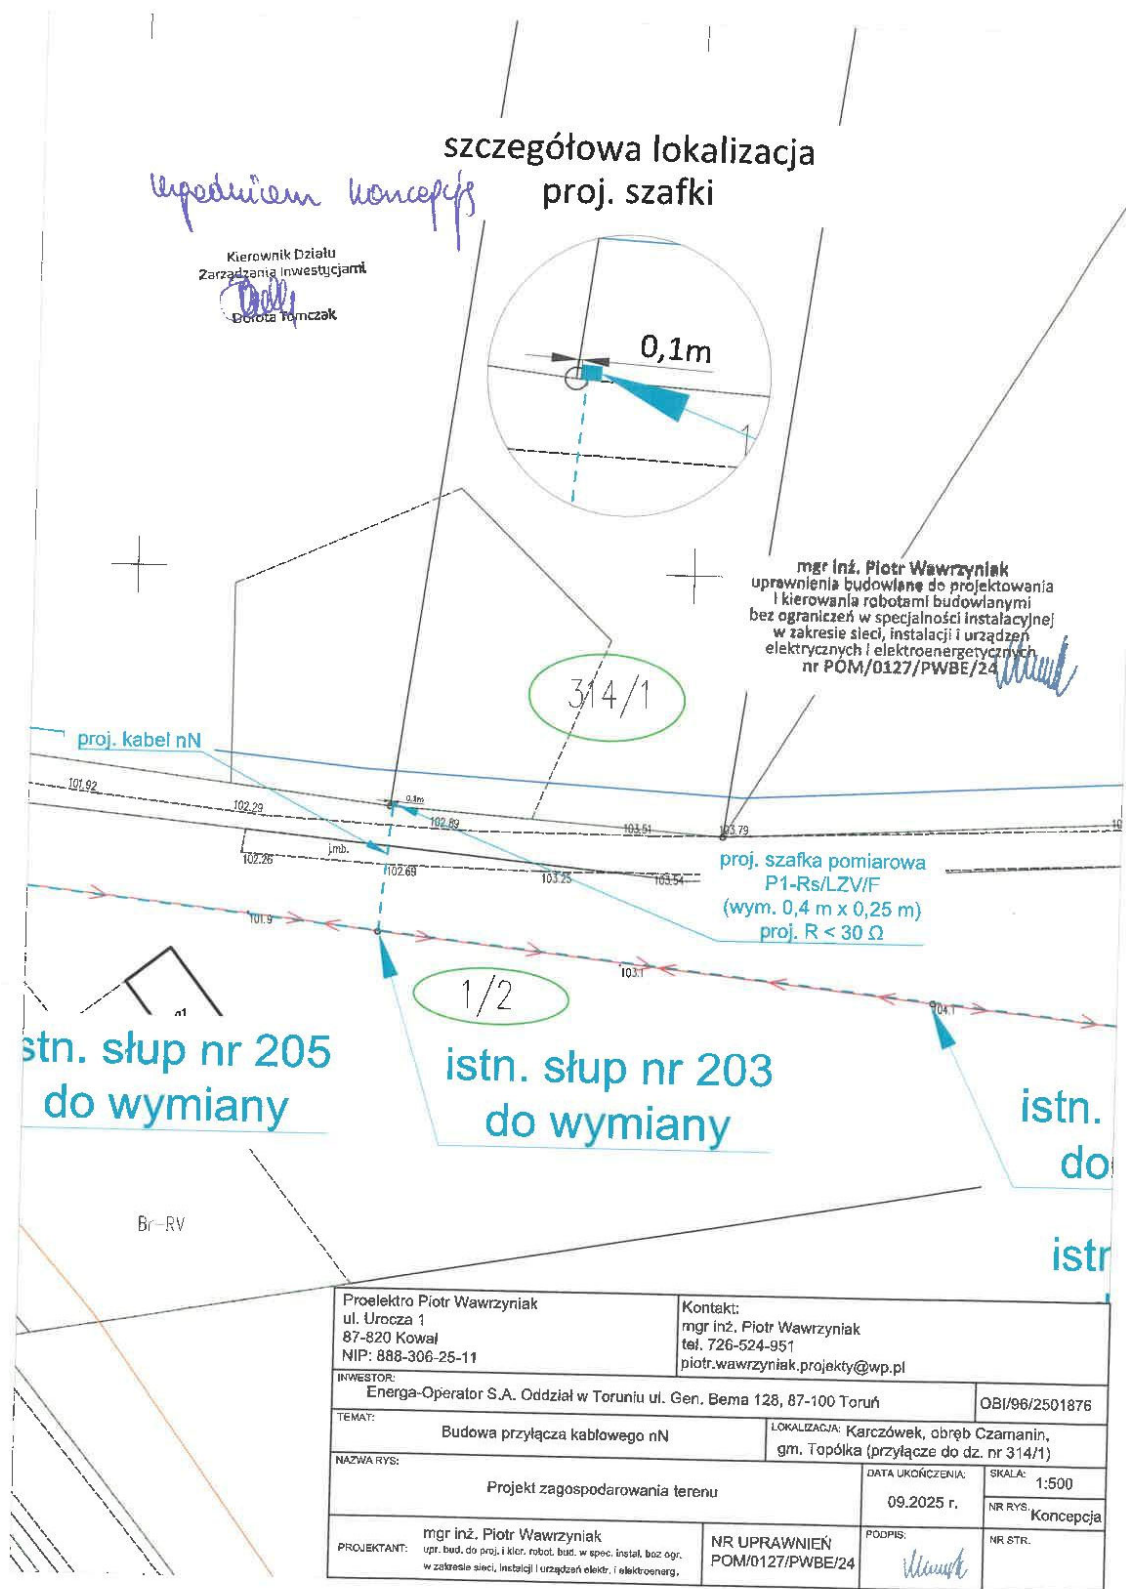 szczegółowa lokalizacja
proj. szafki
uzgadniam koncepcję
Kierownik Działu
Zarządzania Inwestycjami
Dorota Tomczak
0,1m
1
mgr inż. Piotr Wawrzyniak
uprawnienia budowlane do projektowania
i kierowania robotami budowlanymi
bez ograniczeń w specjalności instalacyjnej
w zakresie sieci, instalacji i urządzeń
elektrycznych i elektroenergetycznych
nr POM/0127/PWBE/24
314/1
proj. kabel nN
101.92
102.29
0,1m
102.89
103.51
103.79
j.mb.
102.26
102.69
103.25
103.54
proj. szafka pomiarowa
P1-Rs/LZV/F
(wym. 0,4 m x 0,25 m)
proj. R < 30 Ω
101.9
103.1
104.1
1/2
stn. słup nr 205
do wymiany
istn. słup nr 203
do wymiany
istn.
do
istr
Br-RV
Proelektro Piotr Wawrzyniak
ul. Urocza 1
87-820 Kowal
NIP: 888-306-25-11
Kontakt:
mgr inż. Piotr Wawrzyniak
tel. 726-524-951
piotr.wawrzyniak.projekty@wp.pl
INWESTOR:
Energa-Operator S.A. Oddział w Toruniu ul. Gen. Bema 128, 87-100 Toruń
OBI/96/2501876
TEMAT:
Budowa przyłącza kablowego nN
LOKALIZACJA: Karczówek, obręb Czamanin,
gm. Topólka (przyłącze do dz. nr 314/1)
NAZWA RYS:
Projekt zagospodarowania terenu
DATA UKOŃCZENIA:
09.2025 r.
SKALA: 1:500
NR RYS. Koncepcja
PROJEKTANT:
mgr inż. Piotr Wawrzyniak
upr. bud. do proj. i kier. robot. bud. w spec. instal. bez ogr.
w zakresie sieci, instalcji i urządzeń elektr. i elektroenerg.
NR UPRAWNIEŃ
POM/0127/PWBE/24
PODPIS:
NR STR.